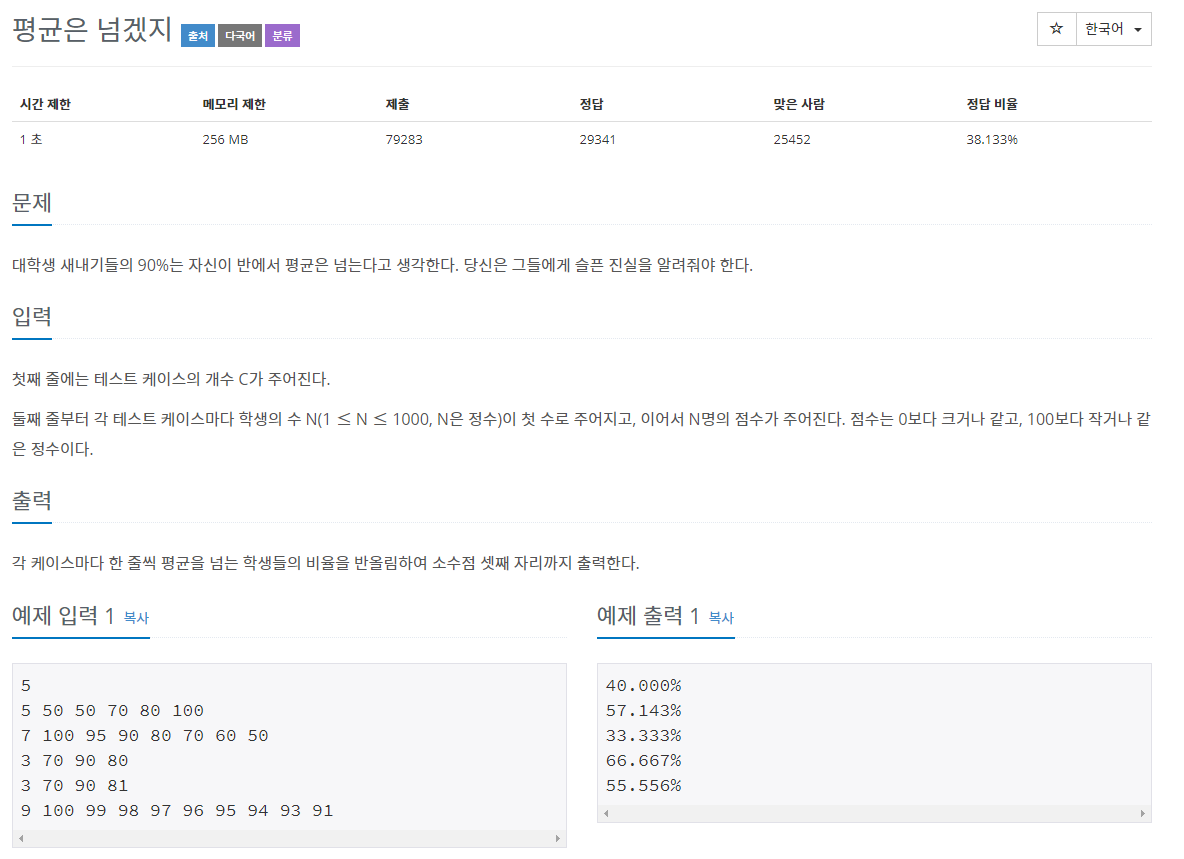 평균은 넘겠지 출처 다국어 분류
☆ 한국어
시간 제한 메모리 제한 제출 정답 맞은 사람 정답 비율
1 초 256 MB 79283 29341 25452 38.133%
문제
대학생 새내기들의 90%는 자신이 반에서 평균은 넘는다고 생각한다. 당신은 그들에게 슬픈 진실을 알려줘야 한다.
입력
첫째 줄에는 테스트 케이스의 개수 C가 주어진다.
둘째 줄부터 각 테스트 케이스마다 학생의 수 N(1 ≤ N ≤ 1000, N은 정수)이 첫 수로 주어지고, 이어서 N명의 점수가 주어진다. 점수는 0보다 크거나 같고, 100보다 작거나 같
은 정수이다.
출력
각 케이스마다 한 줄씩 평균을 넘는 학생들의 비율을 반올림하여 소수점 셋째 자리까지 출력한다.
예제 입력 1 복사
5
5 50 50 70 80 100
7 100 95 90 80 70 60 50
3 70 90 80
3 70 90 81
9 100 99 98 97 96 95 94 93 91
예제 출력 1 복사
40.000%
57.143%
33.333%
66.667%
55.556%